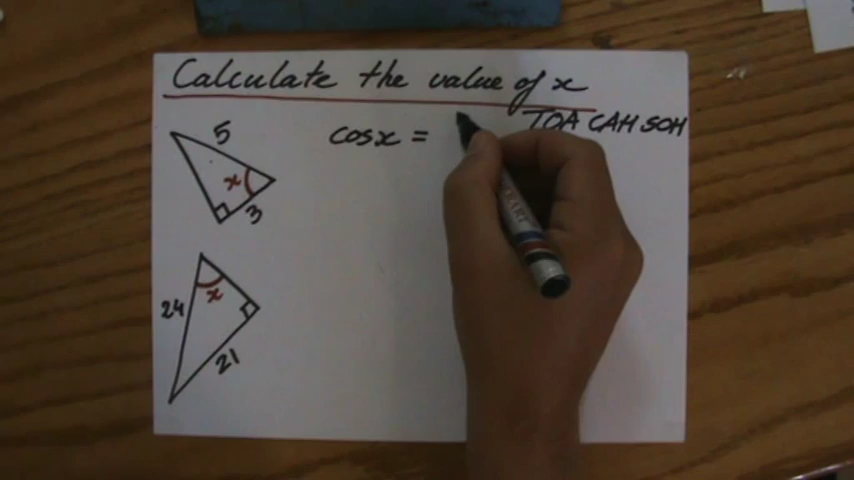 Calculate the value of x
TOA CAH SOH
cos x =
5
x
3
x
24
21